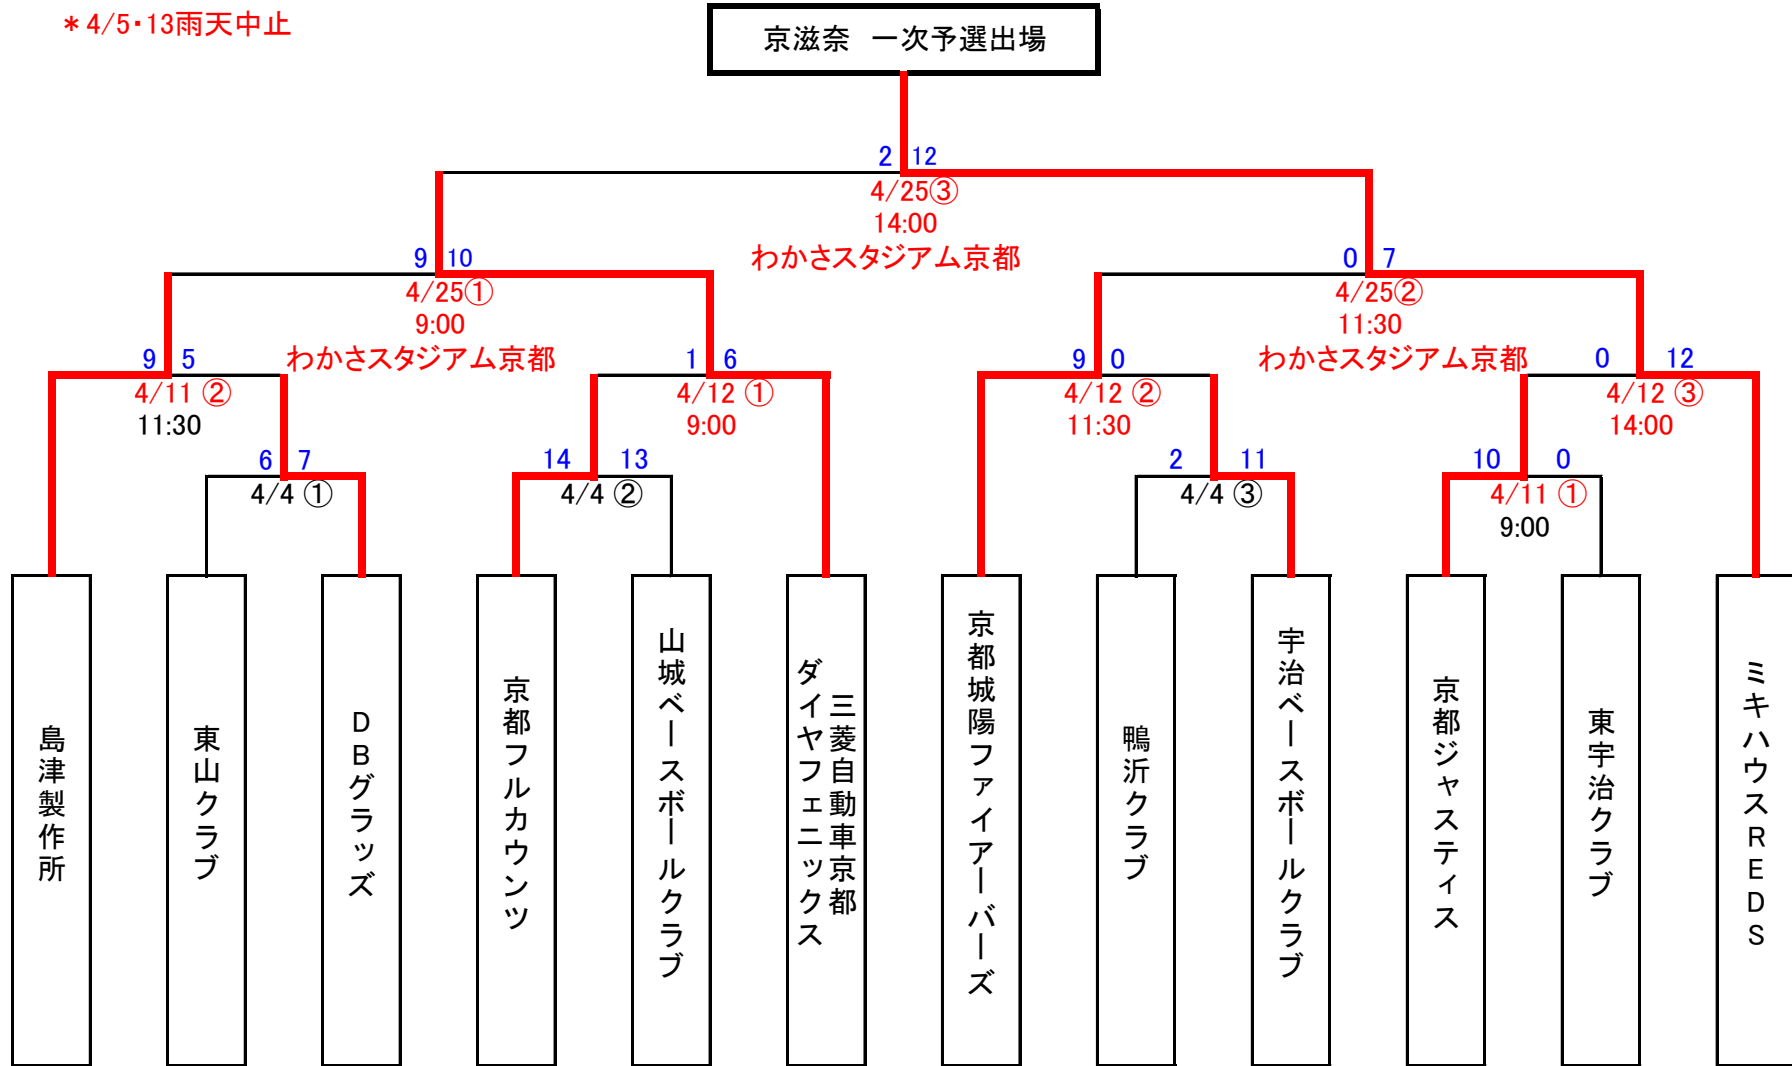 *4/5・13雨天中止
京滋奈 一次予選出場
2 12
4/25③
14:00
わかさスタジアム京都
9 10
4/25①
9:00
わかさスタジアム京都
0 7
4/25②
11:30
わかさスタジアム京都
9 5
4/11 ②
11:30
1 6
4/12 ①
9:00
9 0
4/12 ②
11:30
0 12
4/12 ③
14:00
6 7
4/4 ①
14 13
4/4 ②
2 11
4/4 ③
10 0
4/11 ①
9:00
島津製作所
東山クラブ
DBグラッズ
京都フルカウンツ
山城ベースボールクラブ
三菱自動車京都
ダイヤフェニックス
京都城陽ファイアーバーズ
鴨沂クラブ
宇治ベースボールクラブ
京都ジャスティス
東宇治クラブ
ミキハウスREDS